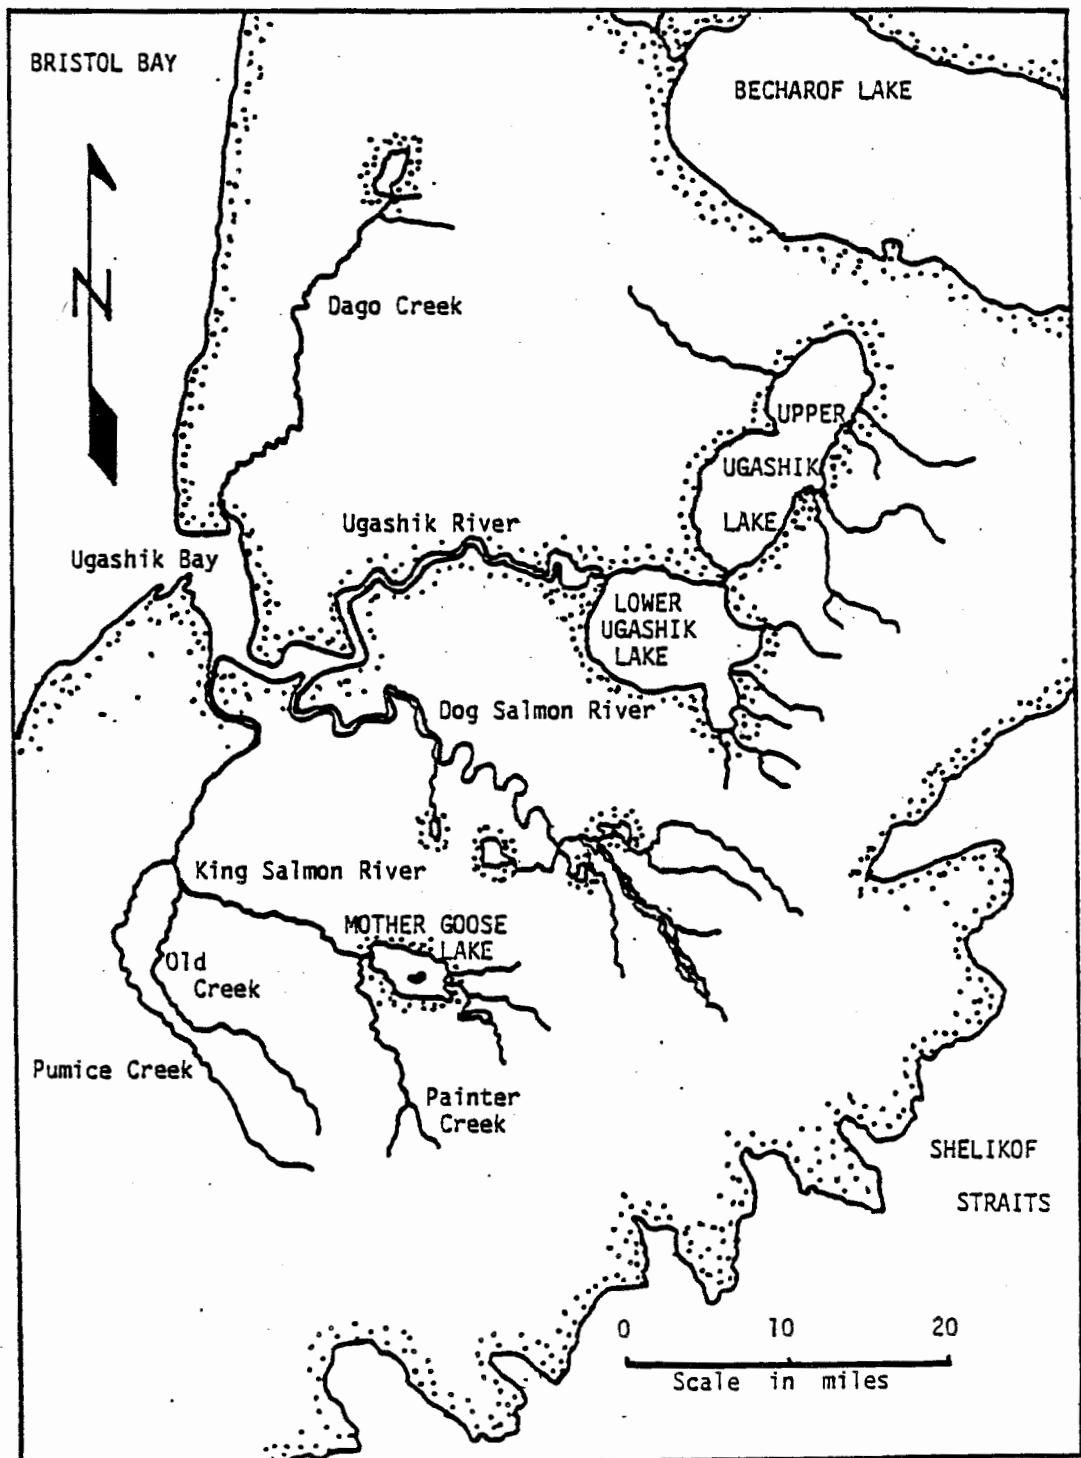 BRISTOL BAY
BECHAROF LAKE
N
Dago Creek
UPPER
UGASHIK
LAKE
Ugashik River
Ugashik Bay
LOWER
UGASHIK
LAKE
Dog Salmon River
King Salmon River
MOTHER GOOSE
LAKE
Old
Creek
Pumice Creek
Painter
Creek
SHELIKOF
STRAITS
0 10 20
Scale in miles